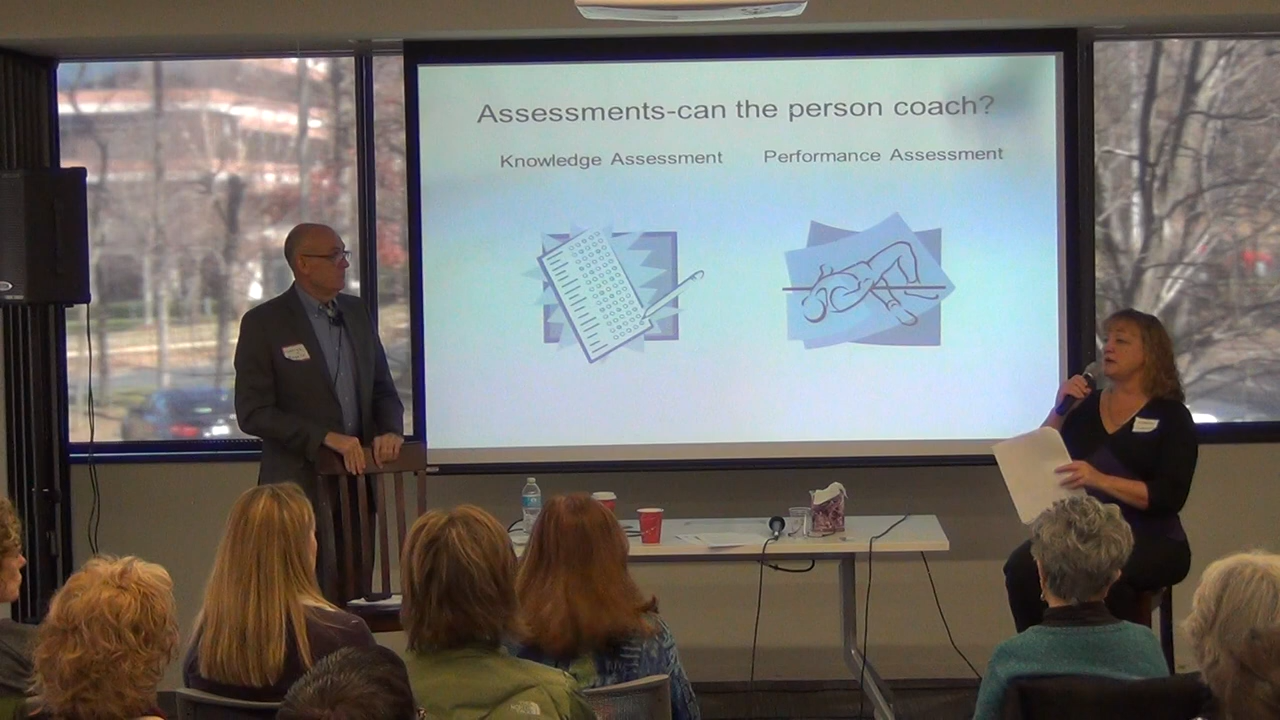 Assessments-can the person coach?
Knowledge Assessment
Performance Assessment